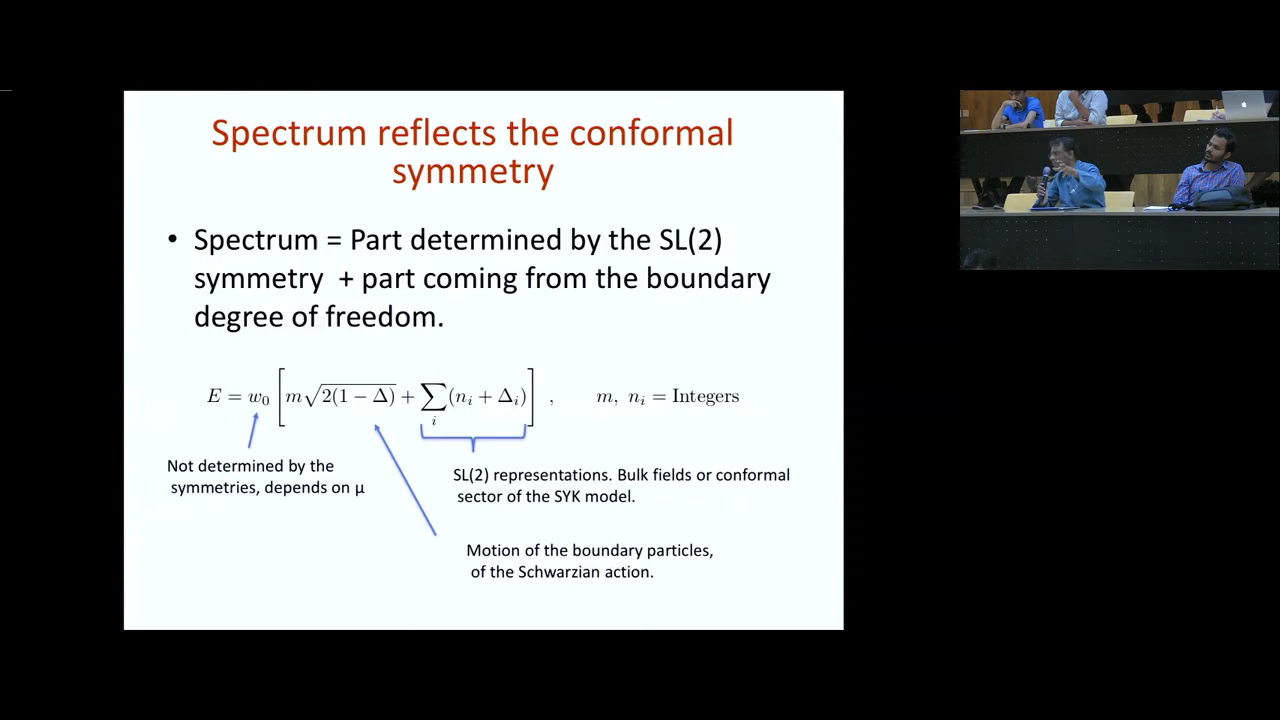 Spectrum reflects the conformal
symmetry
• Spectrum = Part determined by the SL(2)
symmetry + part coming from the boundary
degree of freedom.
E = w₀ [ m√(2(1 − Δ)) + ∑ᵢ (nᵢ + Δᵢ) ] , m, nᵢ = Integers
Not determined by the
symmetries, depends on μ
SL(2) representations. Bulk fields or conformal
sector of the SYK model.
Motion of the boundary particles,
of the Schwarzian action.